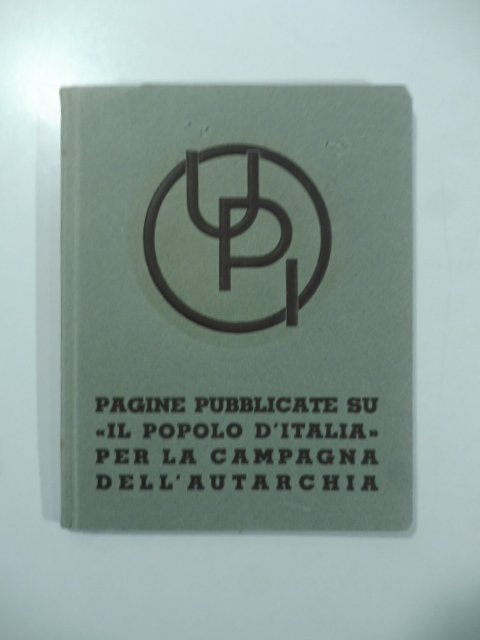 UPI
PAGINE PUBBLICATE SU
«IL POPOLO D'ITALIA»
PER LA CAMPAGNA
DELL'AUTARCHIA